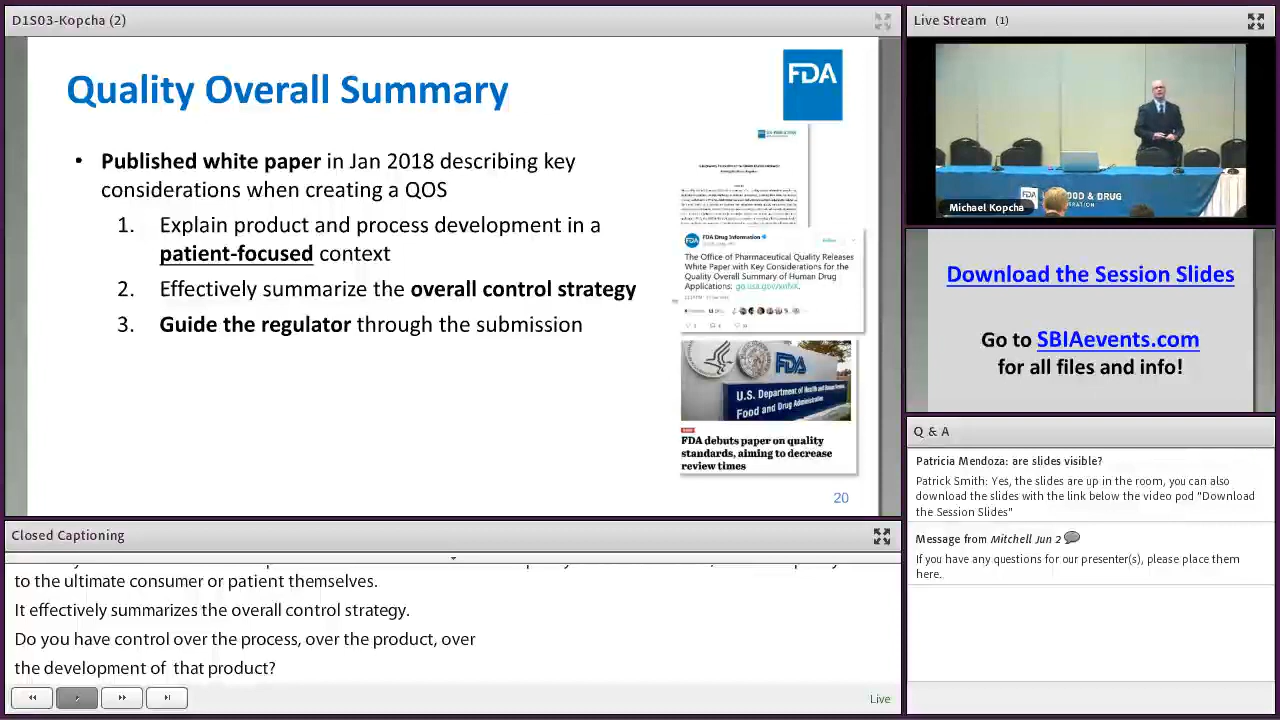 D1S03-Kopcha (2)
Quality Overall Summary
FDA
• Published white paper in Jan 2018 describing key
considerations when creating a QOS
1. Explain product and process development in a
patient-focused context
2. Effectively summarize the overall control strategy
3. Guide the regulator through the submission
FDA Drug Information
Follow
The Office of Pharmaceutical Quality Releases
White Paper with Key Considerations for the
Quality Overall Summary of Human Drug
Applications:
FDA
U.S. Department of Health and Human Services
Food and Drug Administration
FDA debuts paper on quality
standards, aiming to decrease
review times
20
Closed Captioning
to the ultimate consumer or patient themselves.
It effectively summarizes the overall control strategy.
Do you have control over the process, over the product, over
the development of that product?
Live
Live Stream (1)
FDA
OOD & DRUG
Michael Kopcha
Download the Session Slides
Go to SBIAevents.com
for all files and info!
Q & A
Patricia Mendoza: are slides visible?
Patrick Smith: Yes, the slides are up in the room, you can also
download the slides with the link below the video pod "Download
the Session Slides"
Message from Mitchell Jun 2
If you have any questions for our presenter(s), please place them
here.